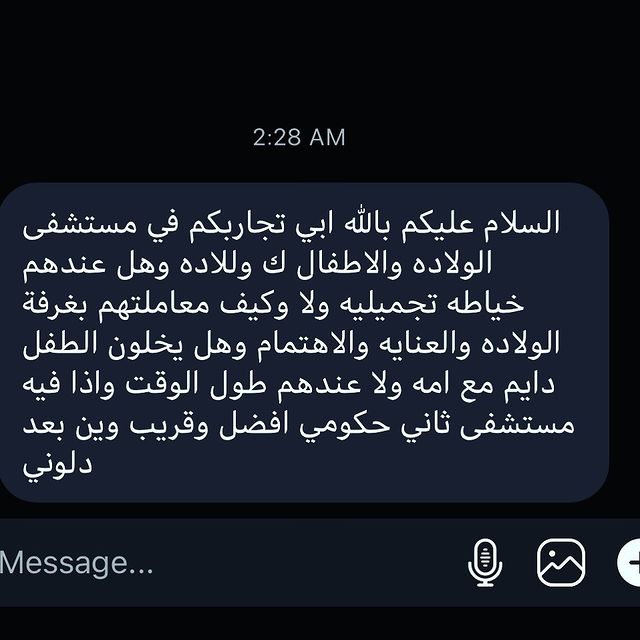 2:28 AM
السلام عليكم بالله ابي تجاربكم في مستشفى
الولاده والاطفال ك وللاده وهل عندهم
خياطه تجميليه ولا وكيف معاملتهم بغرفة
الولاده والعنايه والاهتمام وهل يخلون الطفل
دايم مع امه ولا عندهم طول الوقت واذا فيه
مستشفى ثاني حكومي افضل وقريب وين بعد
دلوني
Message...